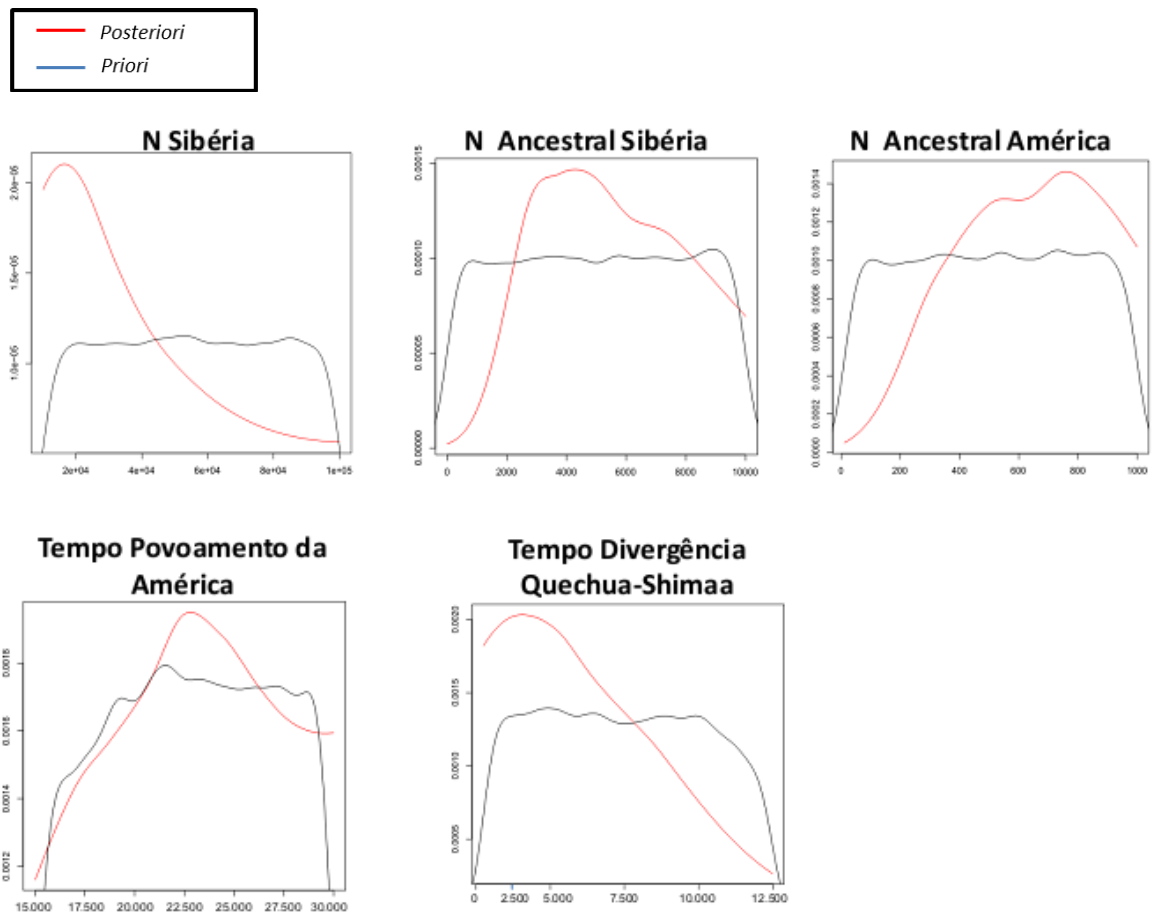 Posteriori
Priori
N Sibéria
2.0e-05
1.5e-05
1.0e-05
2e+04 4e+04 6e+04 8e+04 1e+05
N Ancestral Sibéria
0.00015
0.00010
0.00005
0.00000
0 2000 4000 6000 8000 10000
N Ancestral América
0.0014
0.0012
0.0010
0.0008
0.0006
0.0004
0.0002
0.0000
0 200 400 600 800 1000
Tempo Povoamento da
América
0.0018
0.0016
0.0014
0.0012
15.000 17.500 20.000 22.500 25.000 27.500 30.000
Tempo Divergência
Quechua-Shimaa
0.0020
0.0015
0.0010
0.0005
0 2.500 5.000 7.500 10.000 12.500